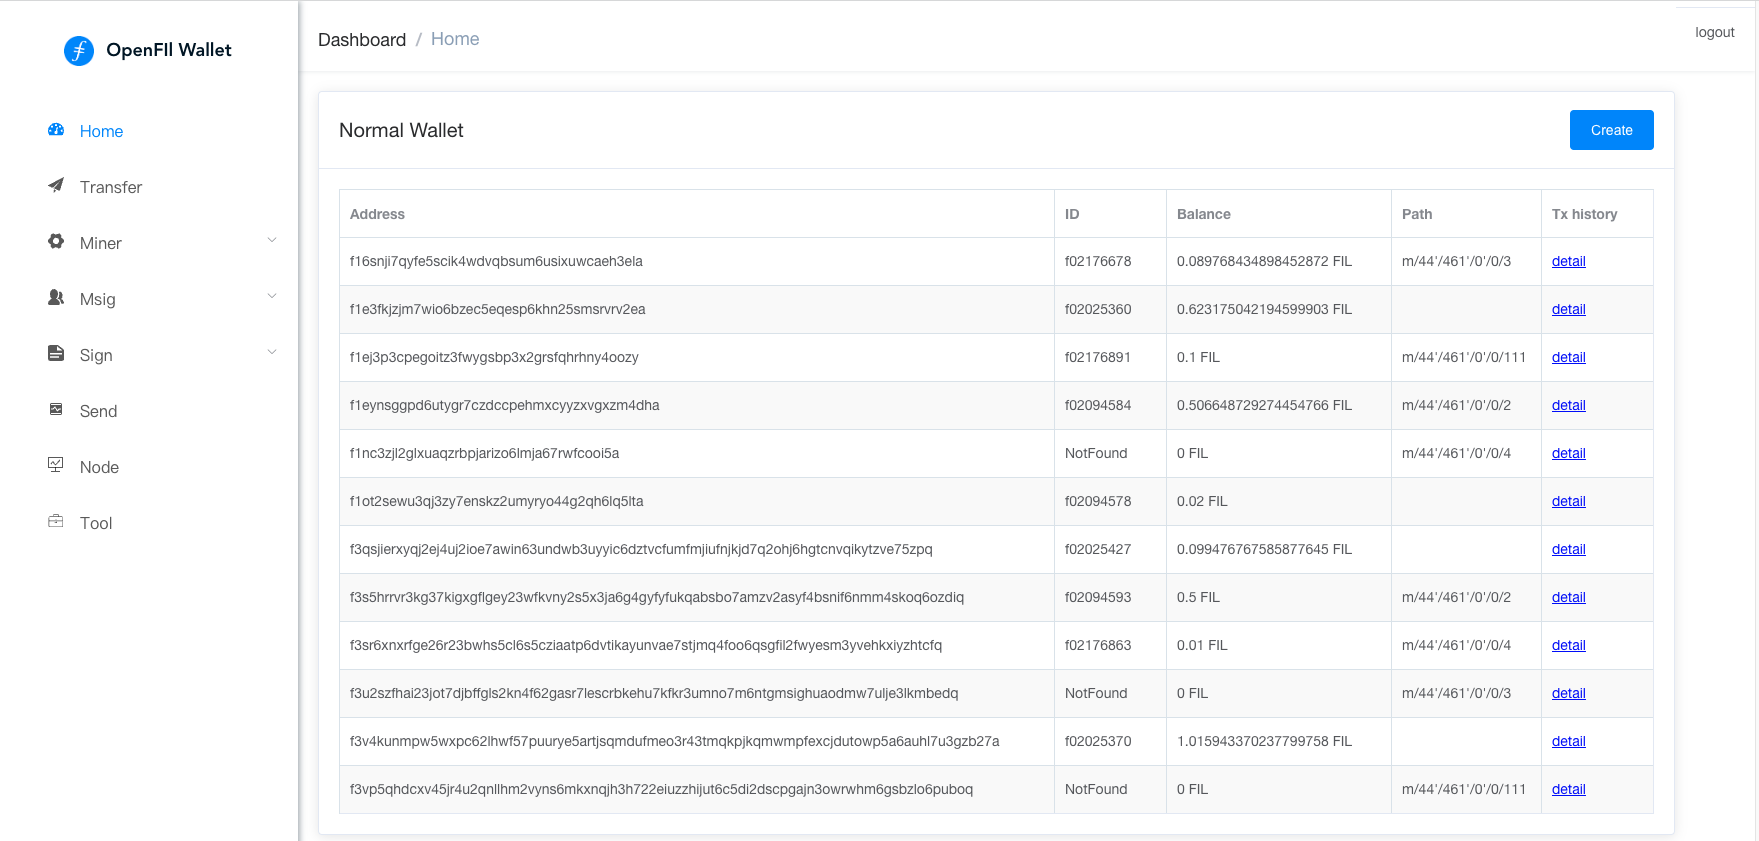 OpenFIl Wallet
Dashboard / Home
logout
Home
Transfer
Miner
Msig
Sign
Send
Node
Tool
Normal Wallet
Create
Address ID Balance Path Tx history
f16snji7qyfe5scik4wdvqbsum6usixuwcaeh3ela f02176678 0.089768434898452872 FIL m/44'/461'/0'/0/3 detail
f1e3fkjzjm7wio6bzec5eqesp6khn25smsrvrv2ea f02025360 0.623175042194599903 FIL detail
f1ej3p3cpegoitz3fwygsbp3x2grsfqhrhny4oozy f02176891 0.1 FIL m/44'/461'/0'/0/111 detail
f1eynsggpd6utygr7czdccpehmxcyyzxvgxzm4dha f02094584 0.506648729274454766 FIL m/44'/461'/0'/0/2 detail
f1nc3zjl2glxuaqzrbpjarizo6lmja67rwfcooi5a NotFound 0 FIL m/44'/461'/0'/0/4 detail
f1ot2sewu3qj3zy7enskz2umyryo44g2qh6lq5lta f02094578 0.02 FIL detail
f3qsjierxyqj2ej4uj2ioe7awin63undwb3uyyic6dztvcfumfmjiufnjkjd7q2ohj6hgtcnvqikytzve75zpq f02025427 0.099476767585877645 FIL detail
f3s5hrrvr3kg37kigxgflgey23wfkvny2s5x3ja6g4gyfyfukqabsbo7amzv2asyf4bsnif6nmm4skoq6ozdiq f02094593 0.5 FIL m/44'/461'/0'/0/2 detail
f3sr6xnxrfge26r23bwhs5cl6s5cziaatp6dvtikayunvae7stjmq4foo6qsgfil2fwyesm3yvehkxiyzhtcfq f02176863 0.01 FIL m/44'/461'/0'/0/4 detail
f3u2szfhai23jot7djbffgls2kn4f62gasr7lescrbkehu7kfkr3umno7m6ntgmsighuaodmw7ulje3lkmbedq NotFound 0 FIL m/44'/461'/0'/0/3 detail
f3v4kunmpw5wxpc62lhwf57puurye5artjsqmdufmeo3r43tmqkpjkqmwmpfexcjdutowp5a6auhl7u3gzb27a f02025370 1.015943370237799758 FIL detail
f3vp5qhdcxv45jr4u2qnllhm2vyns6mkxnqjh3h722eiuzzhijut6c5di2dscpgajn3owrwhm6gsbzlo6puboq NotFound 0 FIL m/44'/461'/0'/0/111 detail